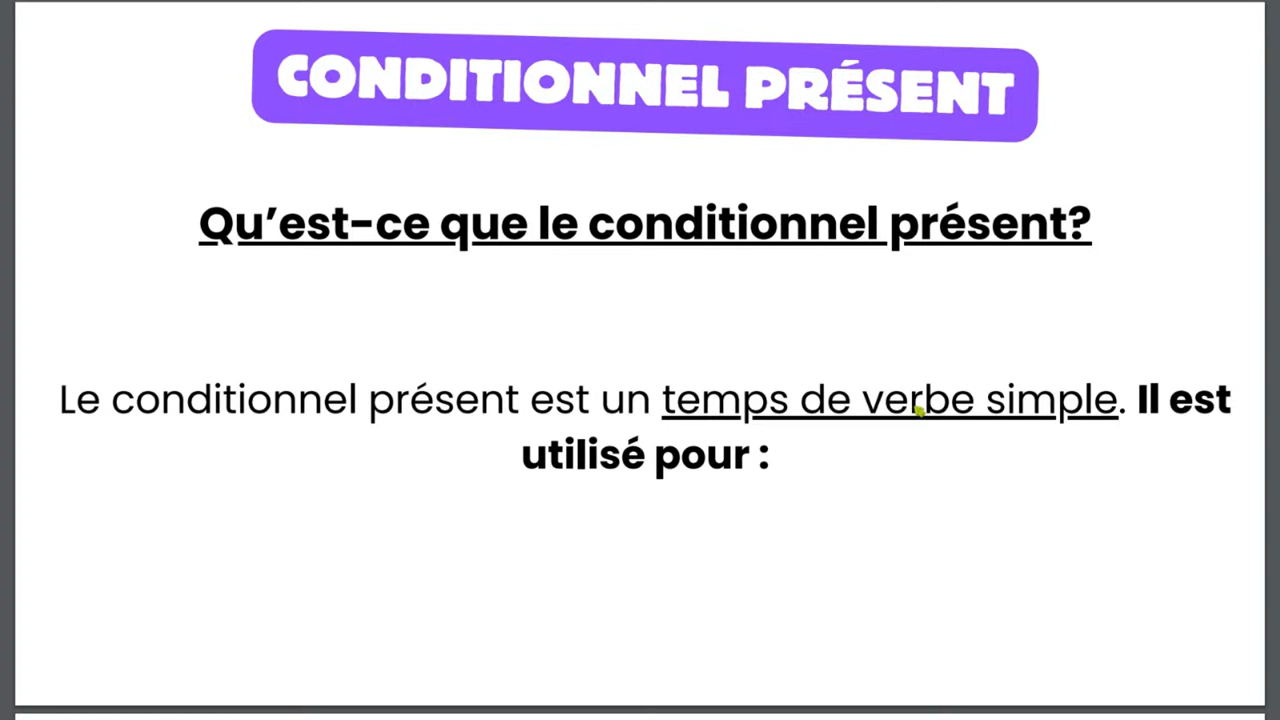 CONDITIONNEL PRÉSENT
Qu’est-ce que le conditionnel présent?
Le conditionnel présent est un temps de verbe simple. Il est
utilisé pour :